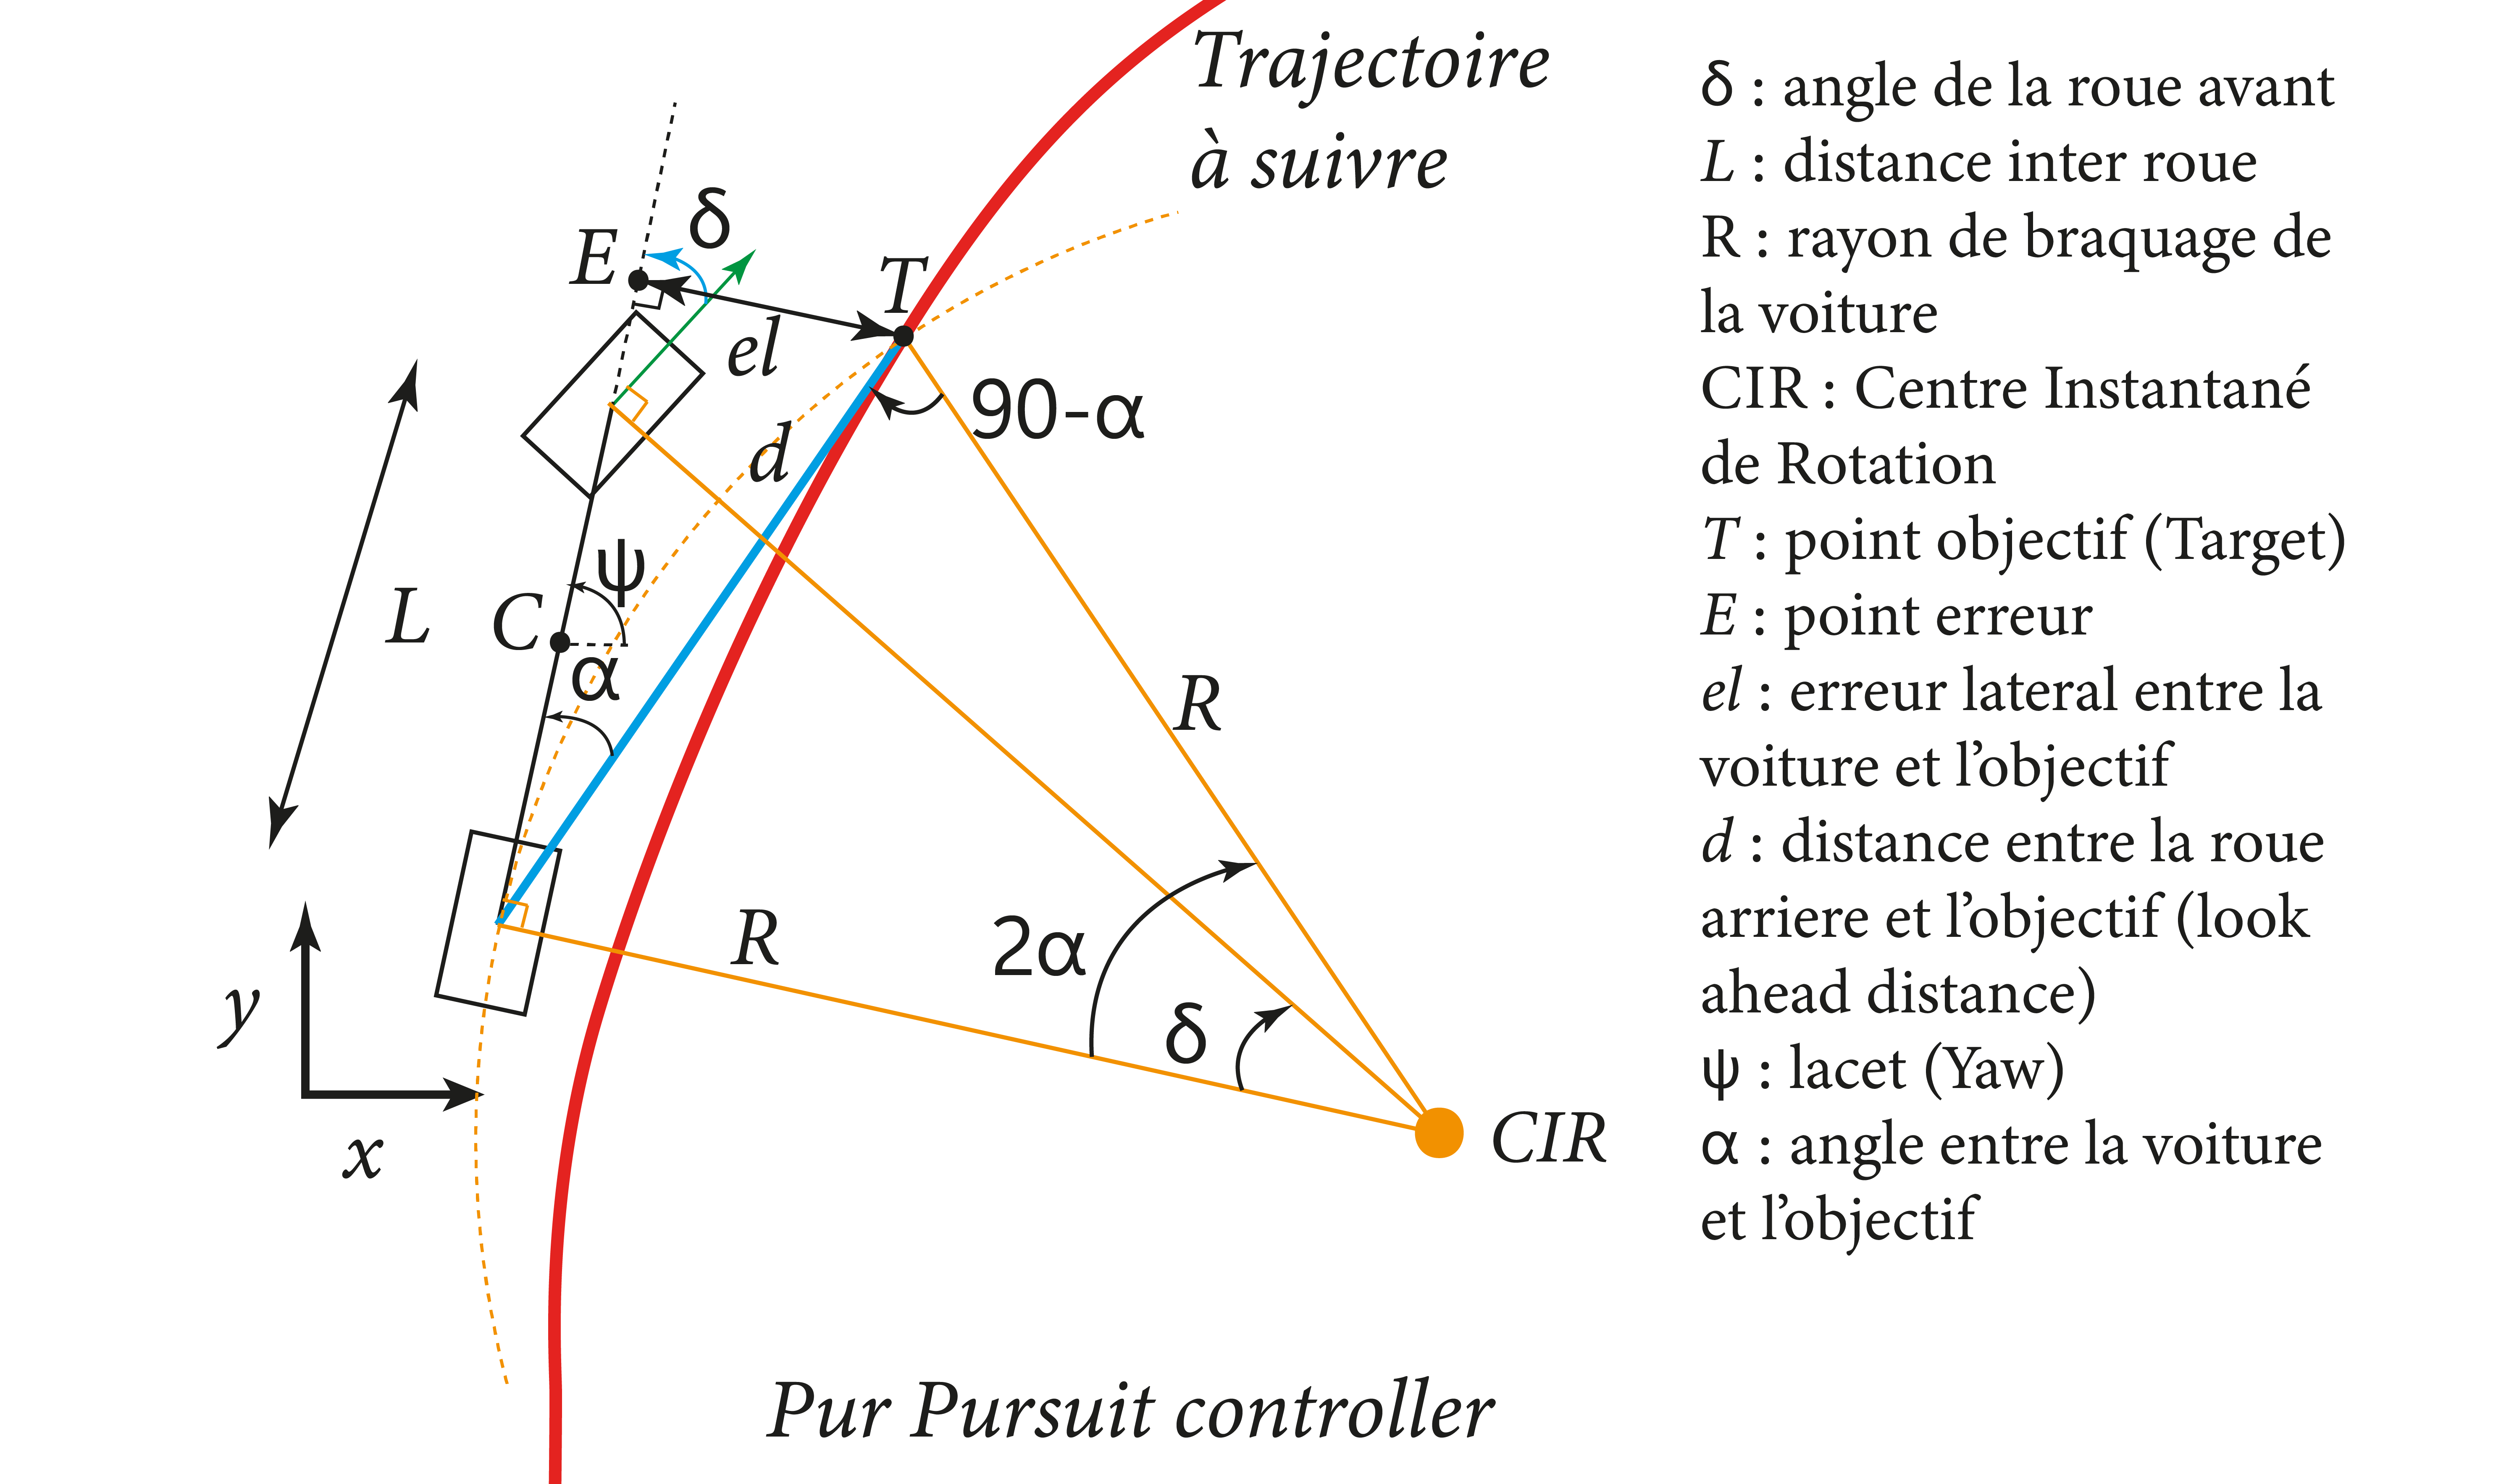 Trajectoire
à suivre
δ
E
T
el
90-α
d
ψ
L
C
α
R
R
2α
δ
y
x
CIR
Pur Pursuit controller
δ : angle de la roue avant
L : distance inter roue
R : rayon de braquage de
la voiture
CIR : Centre Instantané
de Rotation
T : point objectif (Target)
E : point erreur
el : erreur lateral entre la
voiture et l’objectif
d : distance entre la roue
arriere et l’objectif (look
ahead distance)
ψ : lacet (Yaw)
α : angle entre la voiture
et l’objectif